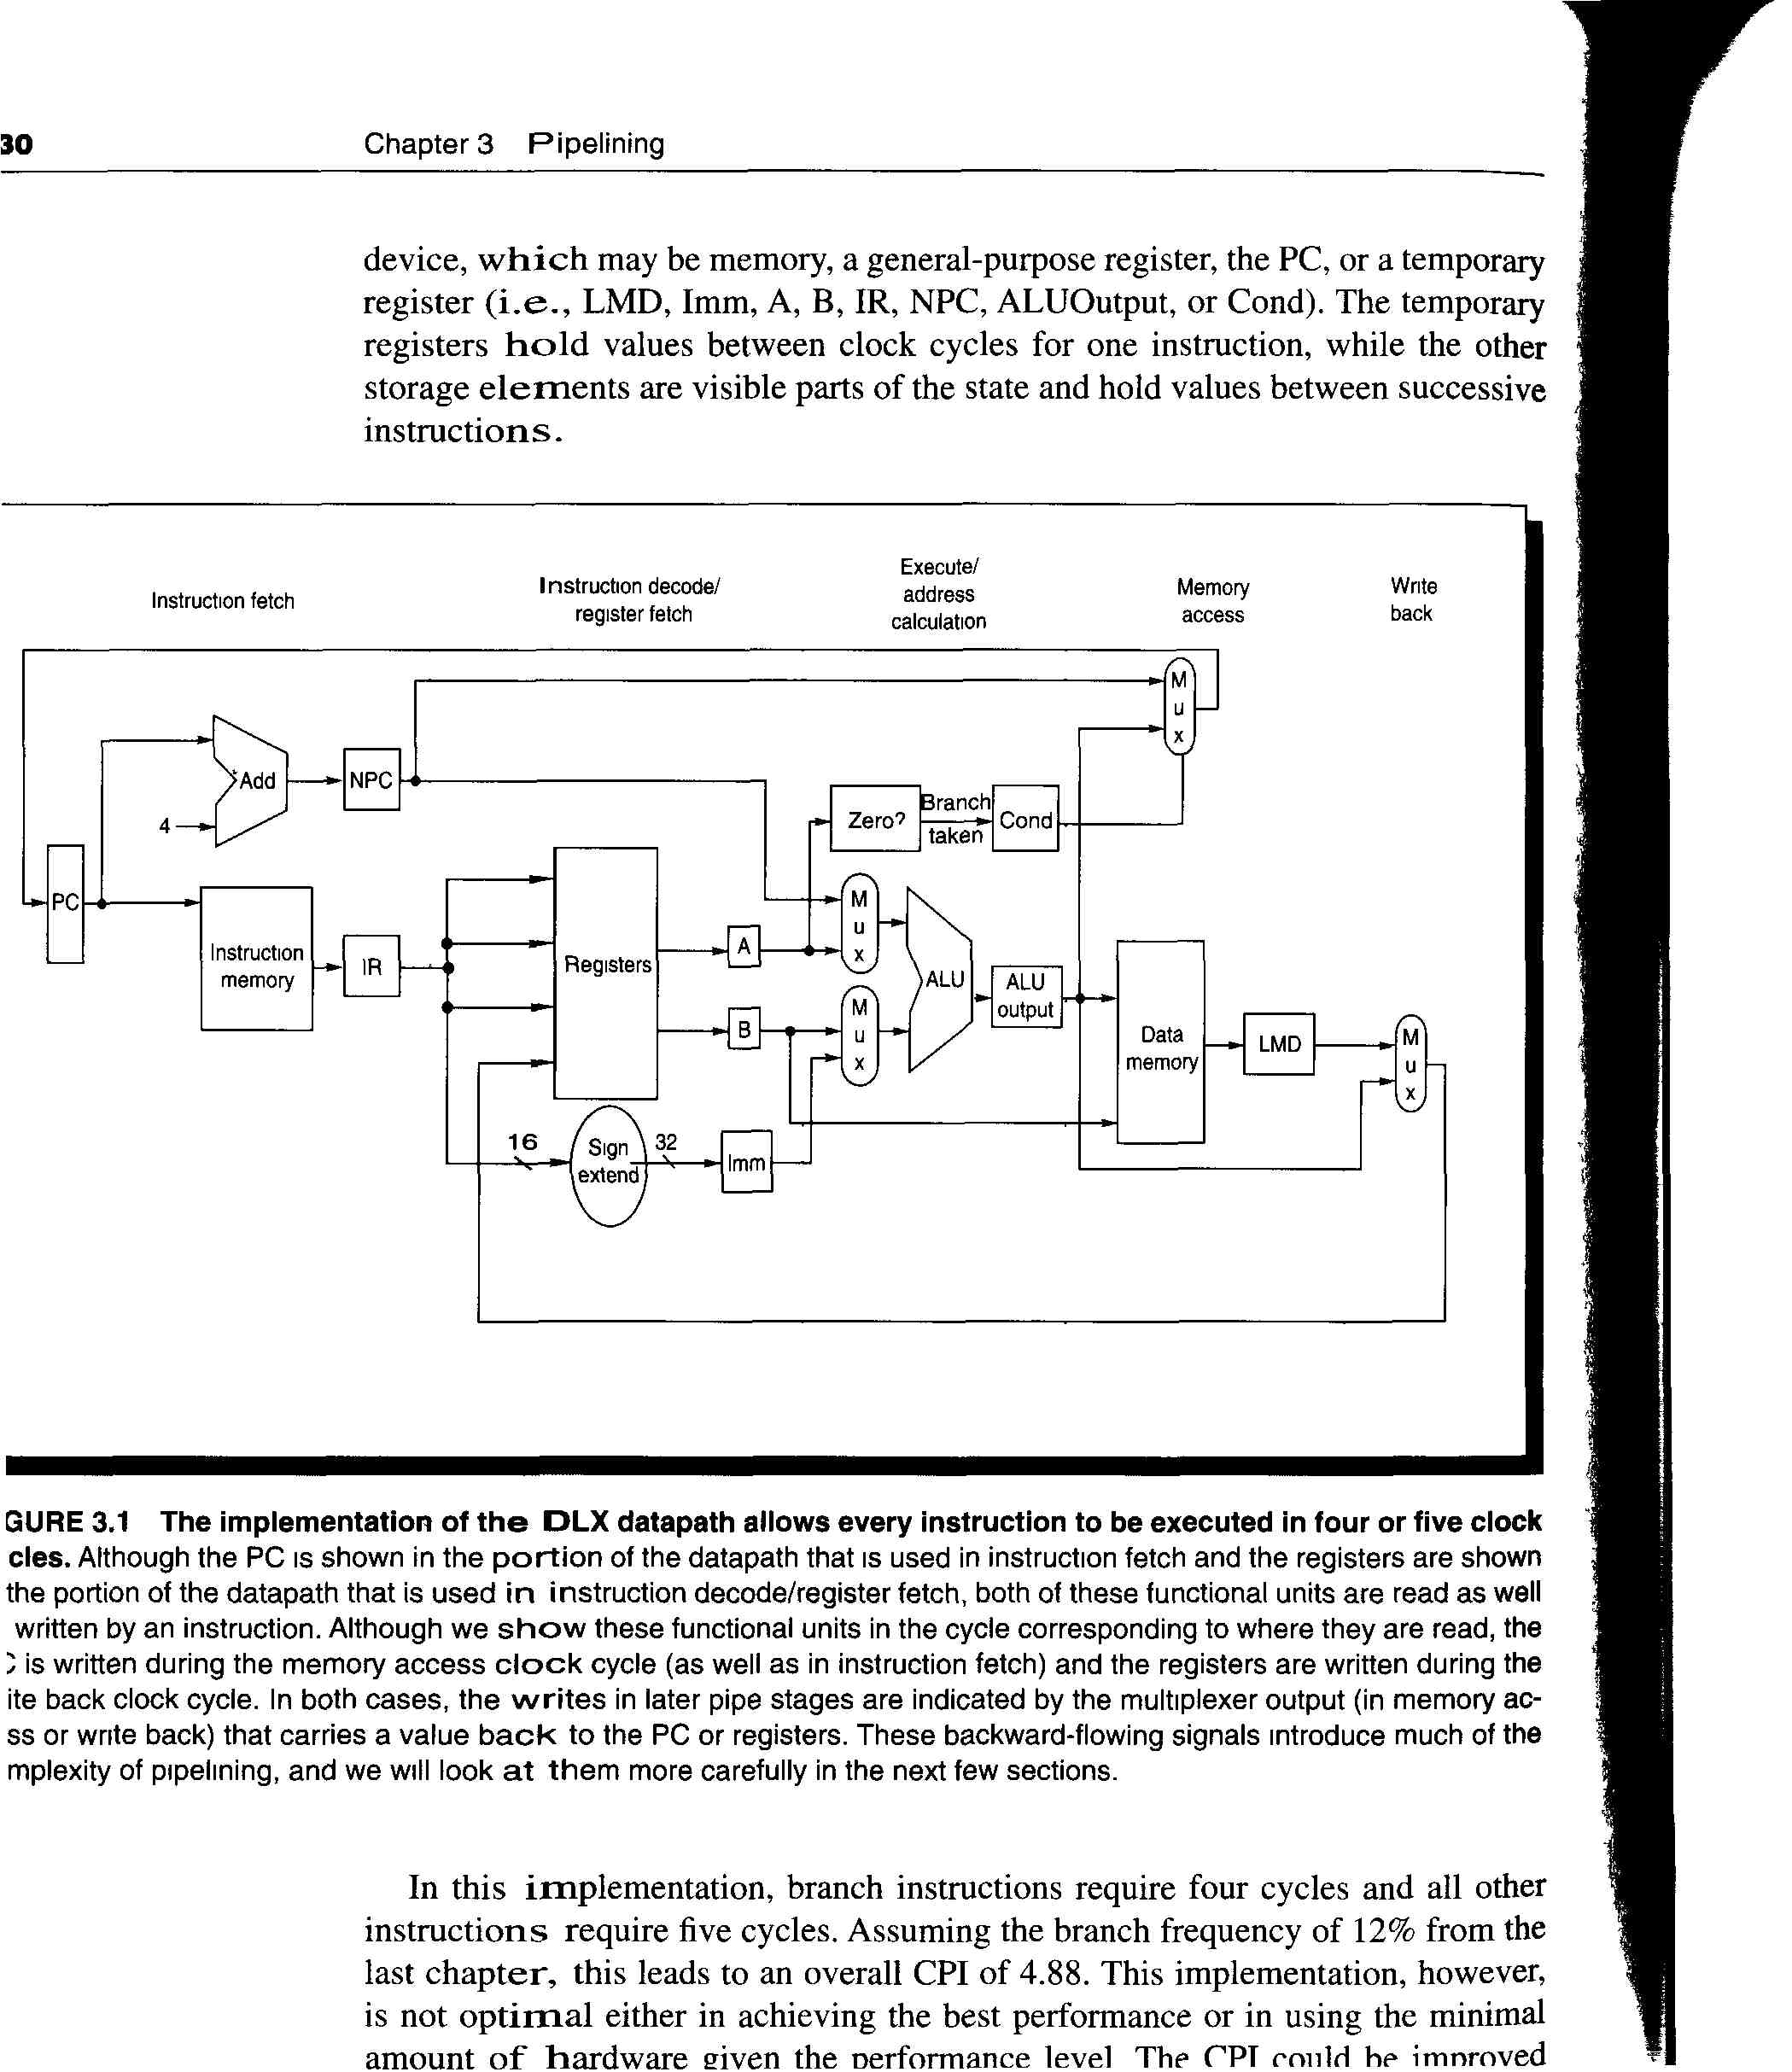 30 Chapter 3 Pipelining
device, which may be memory, a general-purpose register, the PC, or a temporary
register (i.e., LMD, Imm, A, B, IR, NPC, ALUOutput, or Cond). The temporary
registers hold values between clock cycles for one instruction, while the other
storage elements are visible parts of the state and hold values between successive
instructions.
Instruction fetch
Instruction decode/
register fetch
Execute/
address
calculation
Memory
access
Write
back
Mux
Add
NPC
4
Zero?
Branch
taken
Cond
PC
Instruction
memory
IR
Registers
A
B
Mux
Mux
ALU
ALU
output
Data
memory
LMD
Mux
16
Sign
extend
32
Imm
GURE 3.1 The implementation of the DLX datapath allows every instruction to be executed in four or five clock
cles. Although the PC is shown in the portion of the datapath that is used in instruction fetch and the registers are shown
the portion of the datapath that is used in instruction decode/register fetch, both of these functional units are read as well
written by an instruction. Although we show these functional units in the cycle corresponding to where they are read, the
is written during the memory access clock cycle (as well as in instruction fetch) and the registers are written during the
ite back clock cycle. In both cases, the writes in later pipe stages are indicated by the multiplexer output (in memory ac-
ss or write back) that carries a value back to the PC or registers. These backward-flowing signals introduce much of the
mplexity of pipelining, and we will look at them more carefully in the next few sections.
In this implementation, branch instructions require four cycles and all other
instructions require five cycles. Assuming the branch frequency of 12% from the
last chapter, this leads to an overall CPI of 4.88. This implementation, however,
is not optimal either in achieving the best performance or in using the minimal
amount of hardware given the performance level. The CPI could be improved